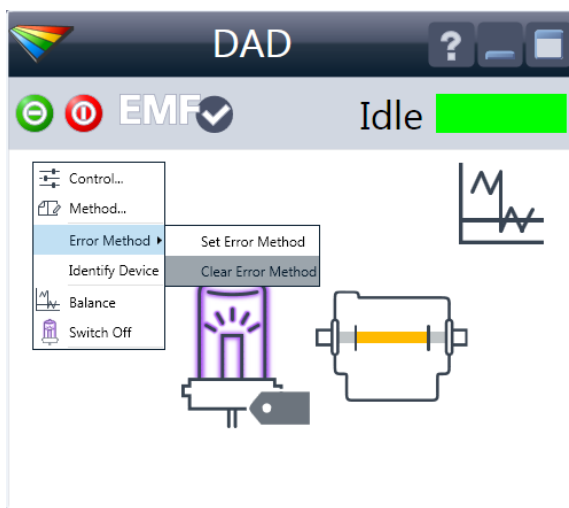 DAD
?
EMF
Idle
Control...
Method...
Error Method
Set Error Method
Identify Device
Clear Error Method
Balance
Switch Off